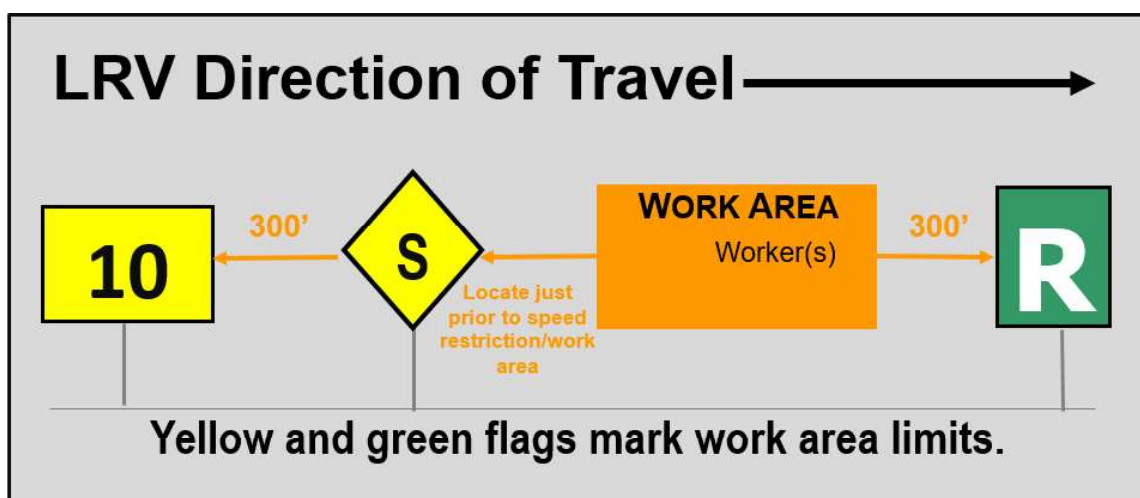 LRV Direction of Travel
10
300’
S
Locate just
prior to speed
restriction/work
area
WORK AREA
Worker(s)
300’
R
Yellow and green flags mark work area limits.